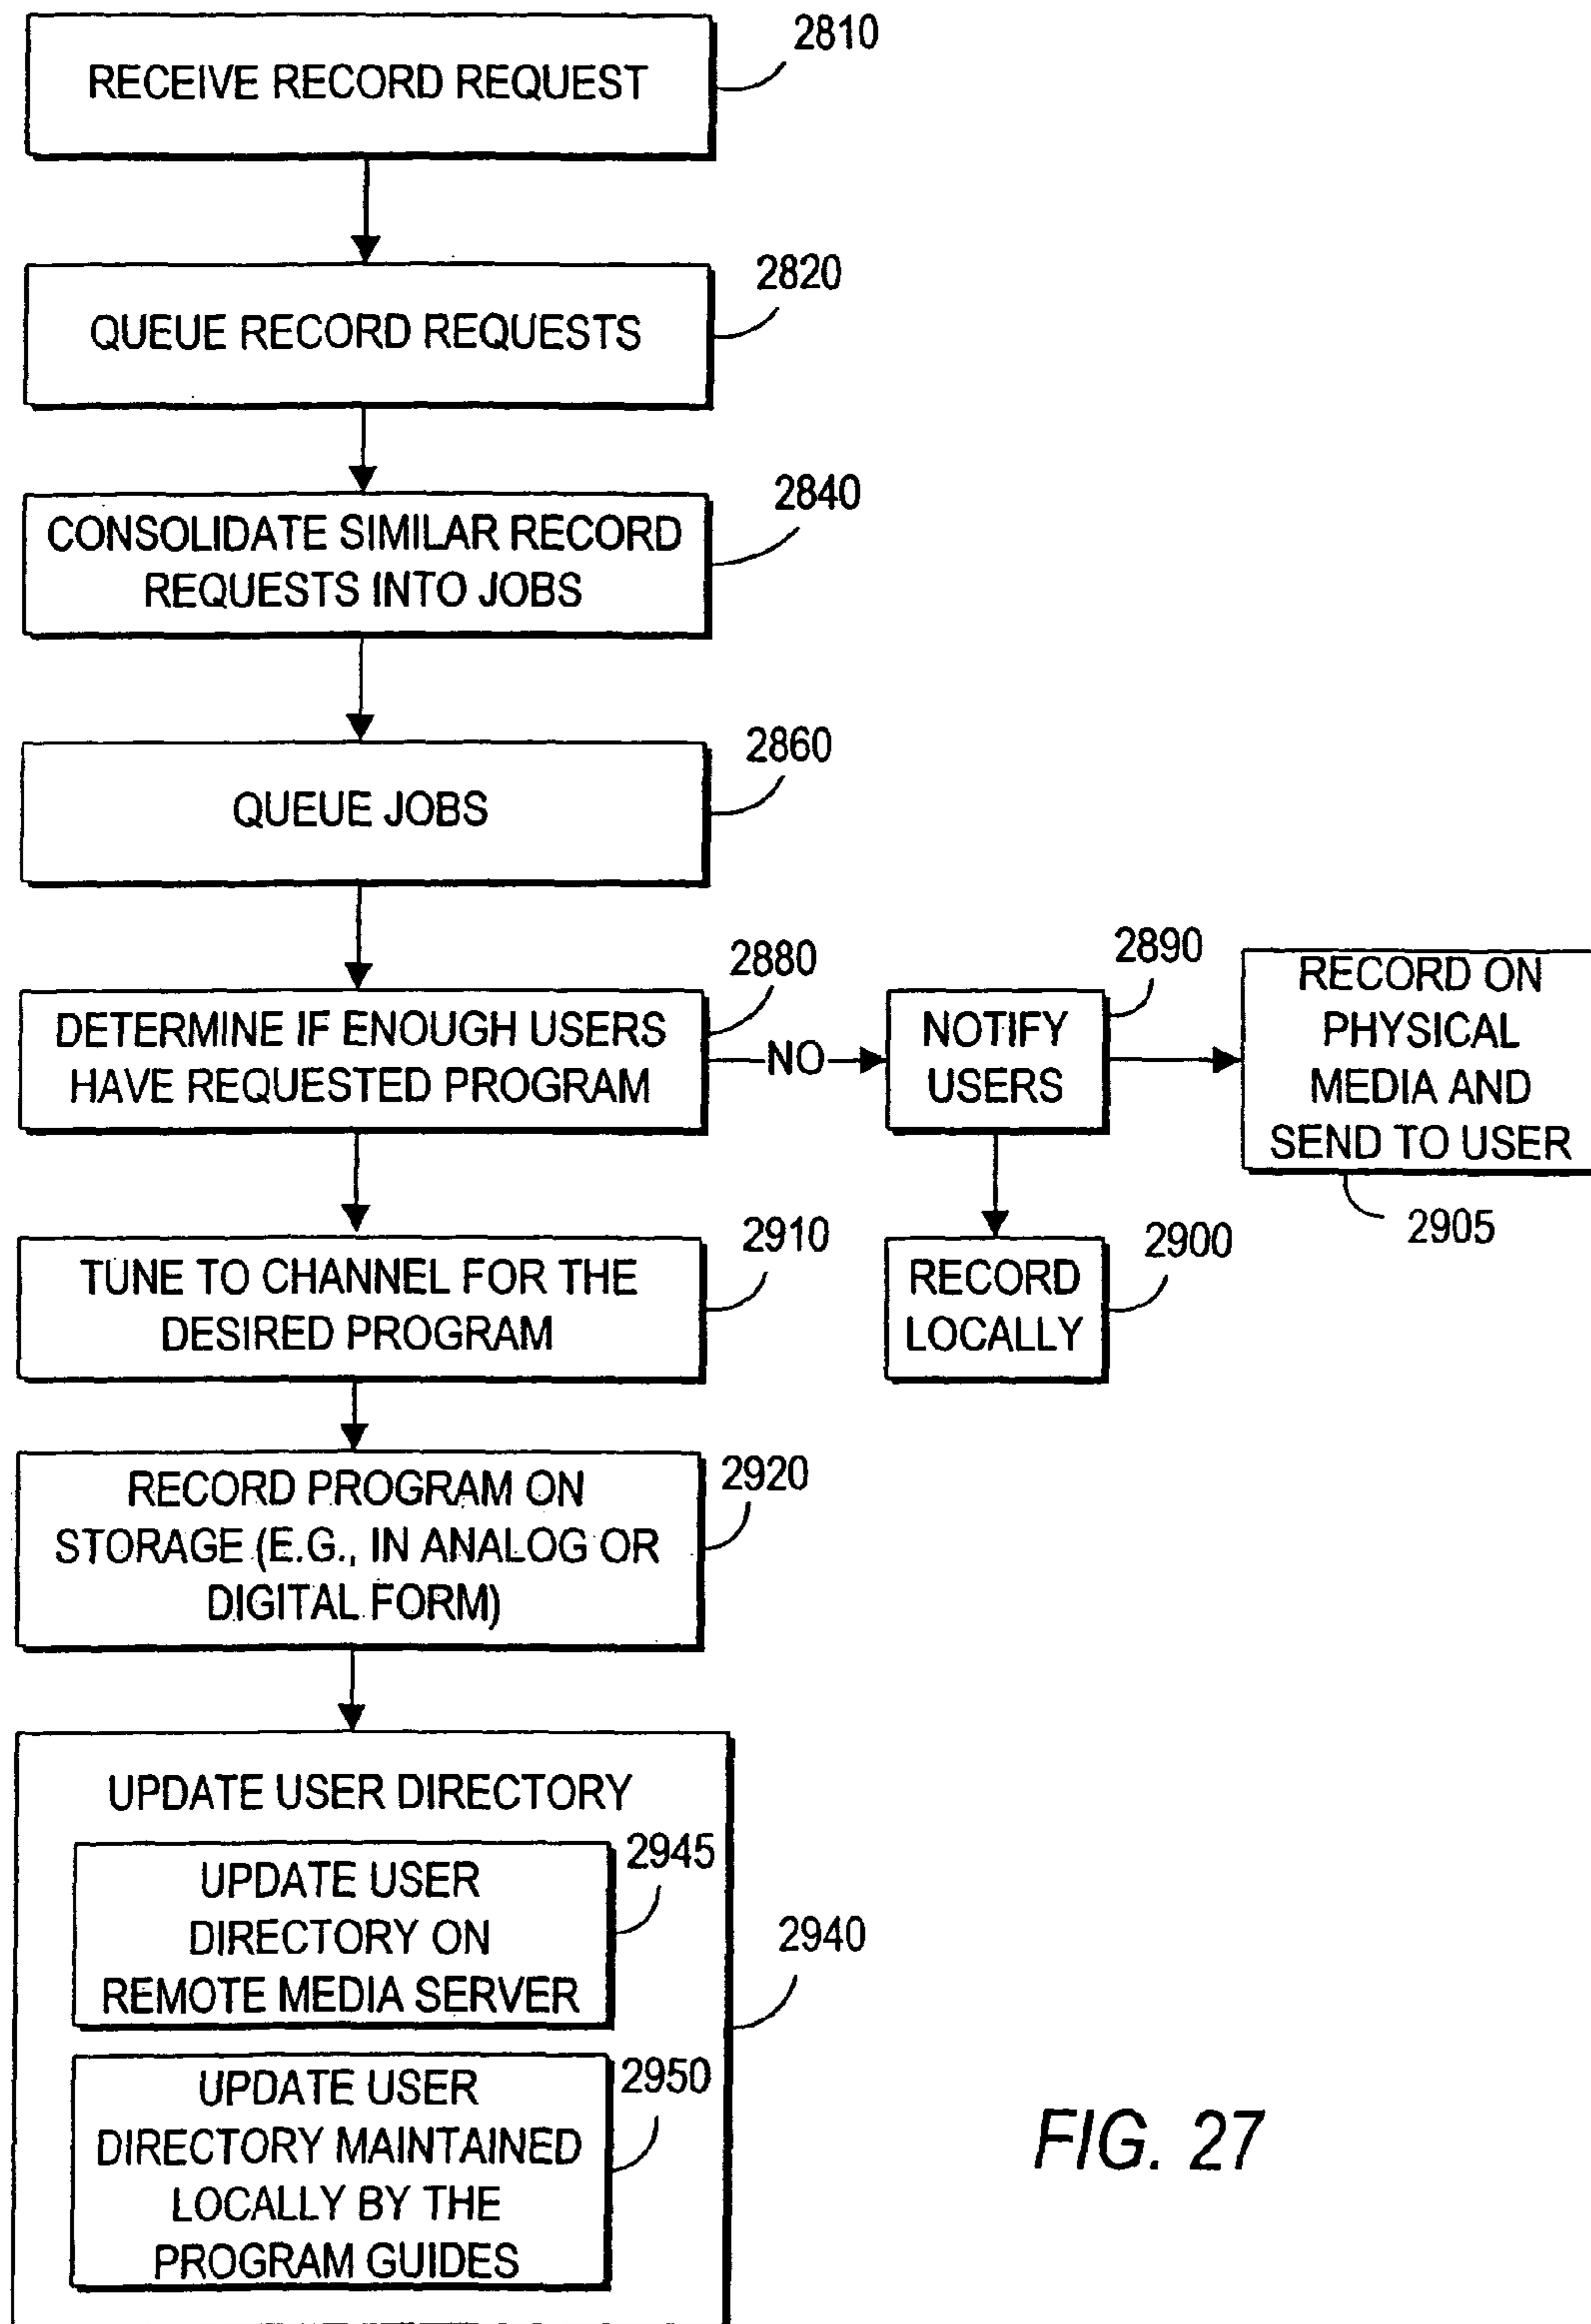 2810
RECEIVE RECORD REQUEST
2820
QUEUE RECORD REQUESTS
2840
CONSOLIDATE SIMILAR RECORD
REQUESTS INTO JOBS
2860
QUEUE JOBS
2880
DETERMINE IF ENOUGH USERS
HAVE REQUESTED PROGRAM
NO
2890
NOTIFY
USERS
RECORD ON
PHYSICAL
MEDIA AND
SEND TO USER
2905
2900
RECORD
LOCALLY
2910
TUNE TO CHANNEL FOR THE
DESIRED PROGRAM
2920
RECORD PROGRAM ON
STORAGE (E.G., IN ANALOG OR
DIGITAL FORM)
UPDATE USER DIRECTORY
2940
2945
UPDATE USER
DIRECTORY ON
REMOTE MEDIA SERVER
2950
UPDATE USER
DIRECTORY MAINTAINED
LOCALLY BY THE
PROGRAM GUIDES
FIG. 27